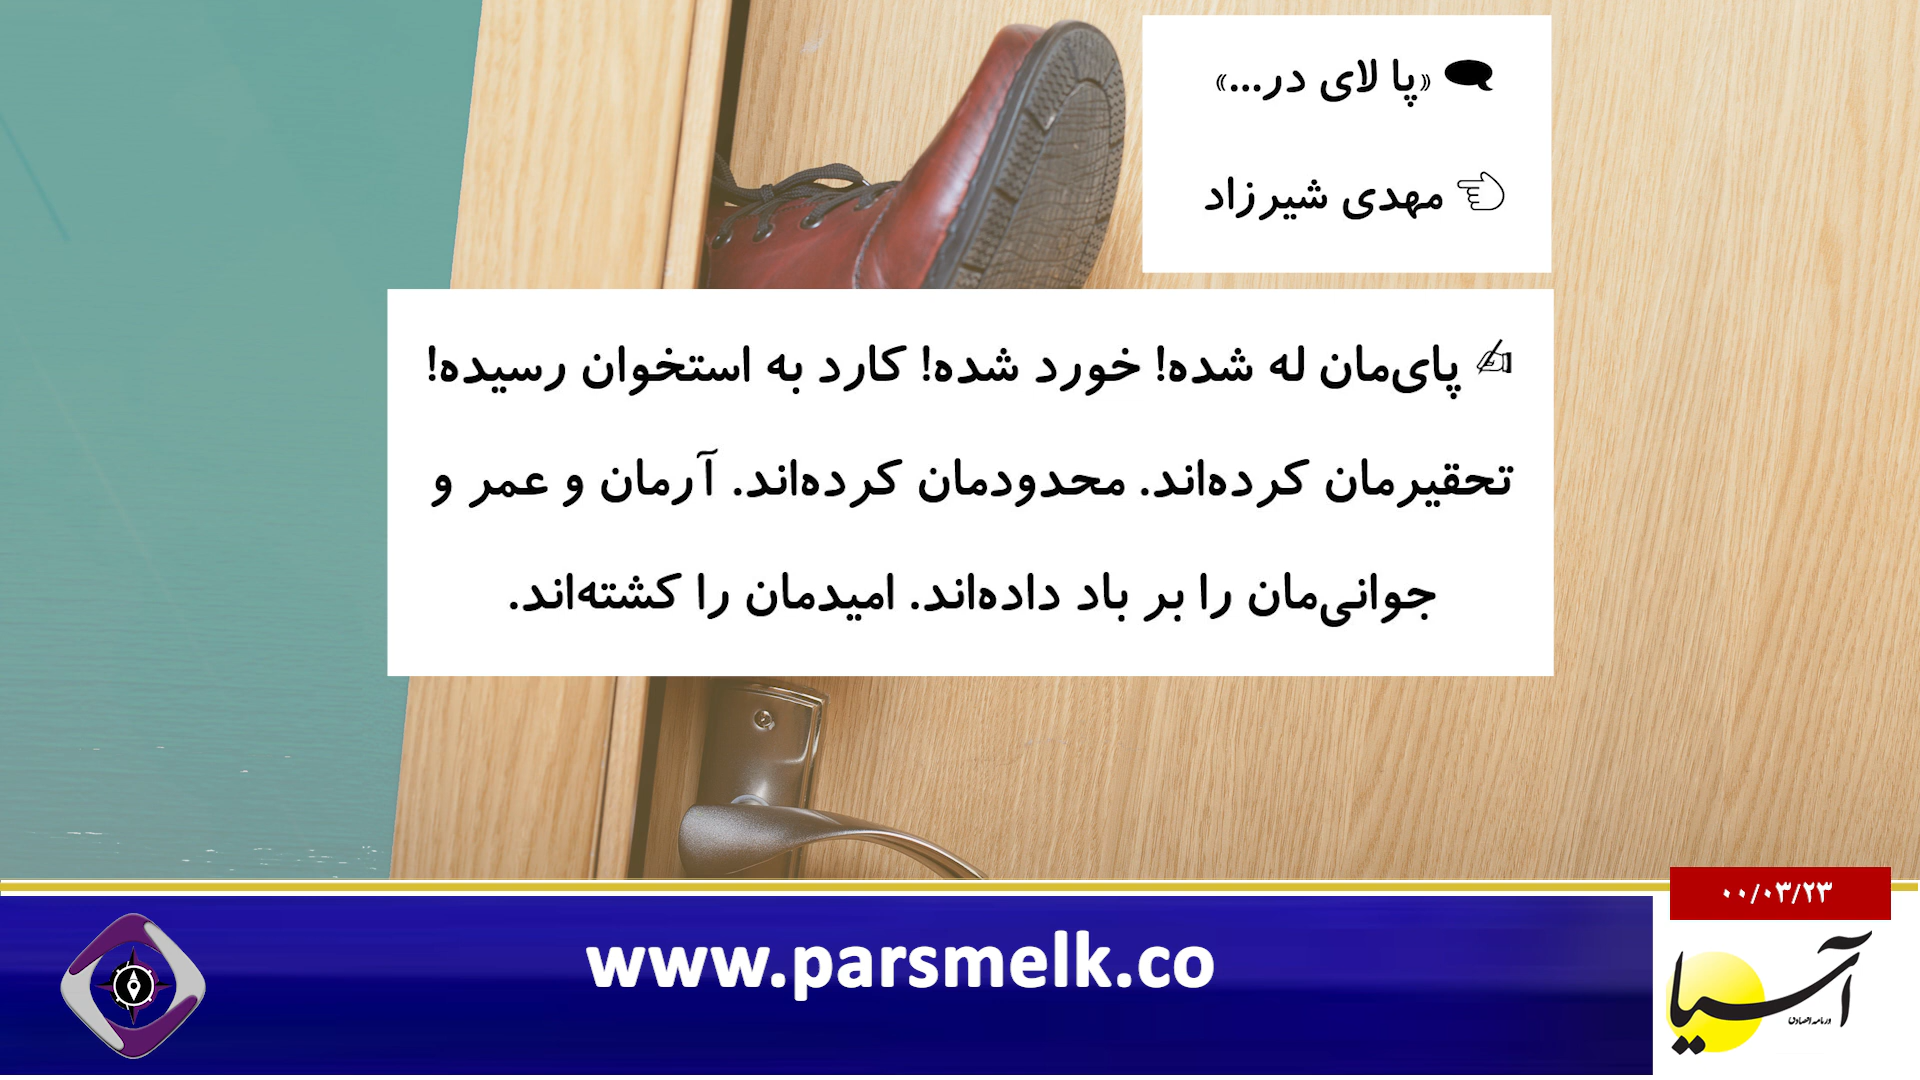 «پا لای در...»
مهدی شیرزاد
پای‌مان له شده! خورد شده! کارد به استخوان رسیده!
تحقیرمان کرده‌اند. محدودمان کرده‌اند. آرمان و عمر و
جوانی‌مان را بر باد داده‌اند. امیدمان را کشته‌اند.
۰۰/۰۳/۲۳
www.parsmelk.co
آسیا